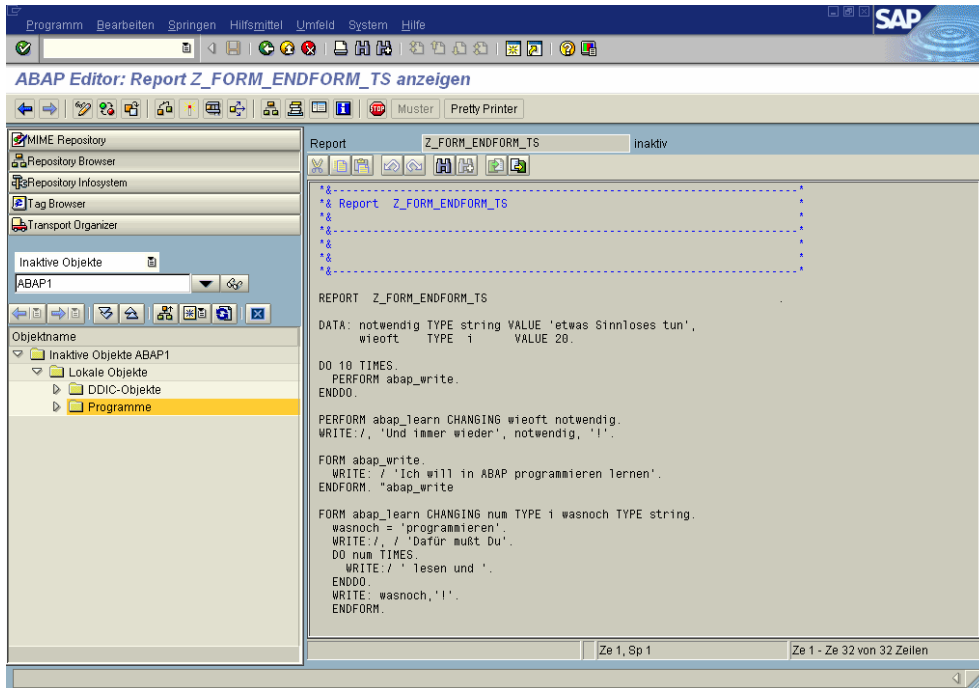 Programm Bearbeiten Springen Hilfsmittel Umfeld System Hilfe
SAP
ABAP Editor: Report Z_FORM_ENDFORM_TS anzeigen
Muster Pretty Printer
MIME Repository
Repository Browser
Repository Infosystem
Tag Browser
Transport Organizer
Inaktive Objekte
ABAP1
Objektname
Inaktive Objekte ABAP1
Lokale Objekte
DDIC-Objekte
Programme
Report Z_FORM_ENDFORM_TS inaktiv
*&---------------------------------------------------------------------*
*& Report  Z_FORM_ENDFORM_TS                                           *
*&                                                                     *
*&---------------------------------------------------------------------*
*&                                                                     *
*&                                                                     *
*&---------------------------------------------------------------------*
REPORT  Z_FORM_ENDFORM_TS                                           .
DATA: notwendig TYPE string VALUE 'etwas Sinnloses tun',
      wieoft    TYPE i      VALUE 20.
DO 10 TIMES.
  PERFORM abap_write.
ENDDO.
PERFORM abap_learn CHANGING wieoft notwendig.
WRITE:/, 'Und immer wieder', notwendig, '!'.
FORM abap_write.
  WRITE: / 'Ich will in ABAP programmieren lernen'.
ENDFORM. "abap_write
FORM abap_learn CHANGING num TYPE i wasnoch TYPE string.
  wasnoch = 'programmieren'.
  WRITE:/, / 'Dafür mußt Du'.
  DO num TIMES.
    WRITE:/ ' lesen und '.
  ENDDO.
  WRITE: wasnoch,'!'.
  ENDFORM.
Ze 1, Sp 1
Ze 1 - Ze 32 von 32 Zeilen